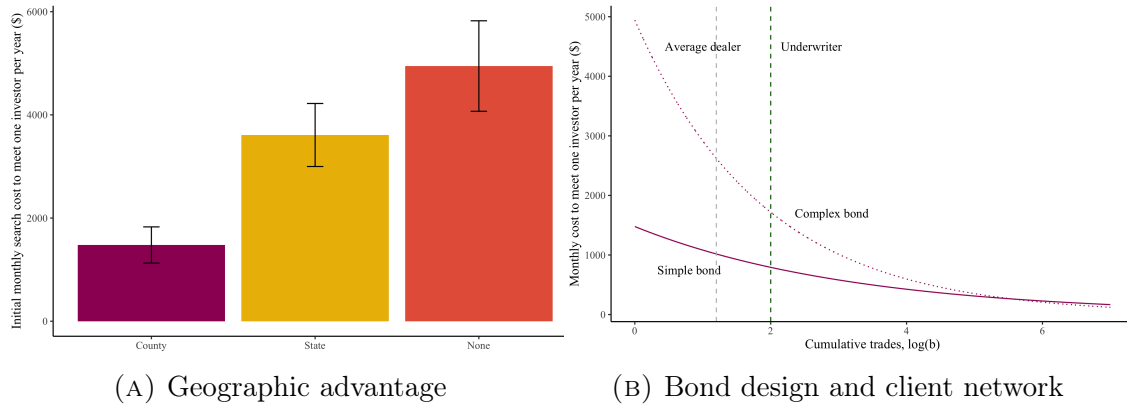 Initial monthly search cost to meet one investor per year ($)
6000
4000
2000
0
County State None
(A) Geographic advantage
Monthly cost to meet one investor per year ($)
5000
4000
3000
2000
1000
0
Average dealer
Underwriter
Complex bond
Simple bond
0 2 4 6
Cumulative trades, log(b)
(B) Bond design and client network